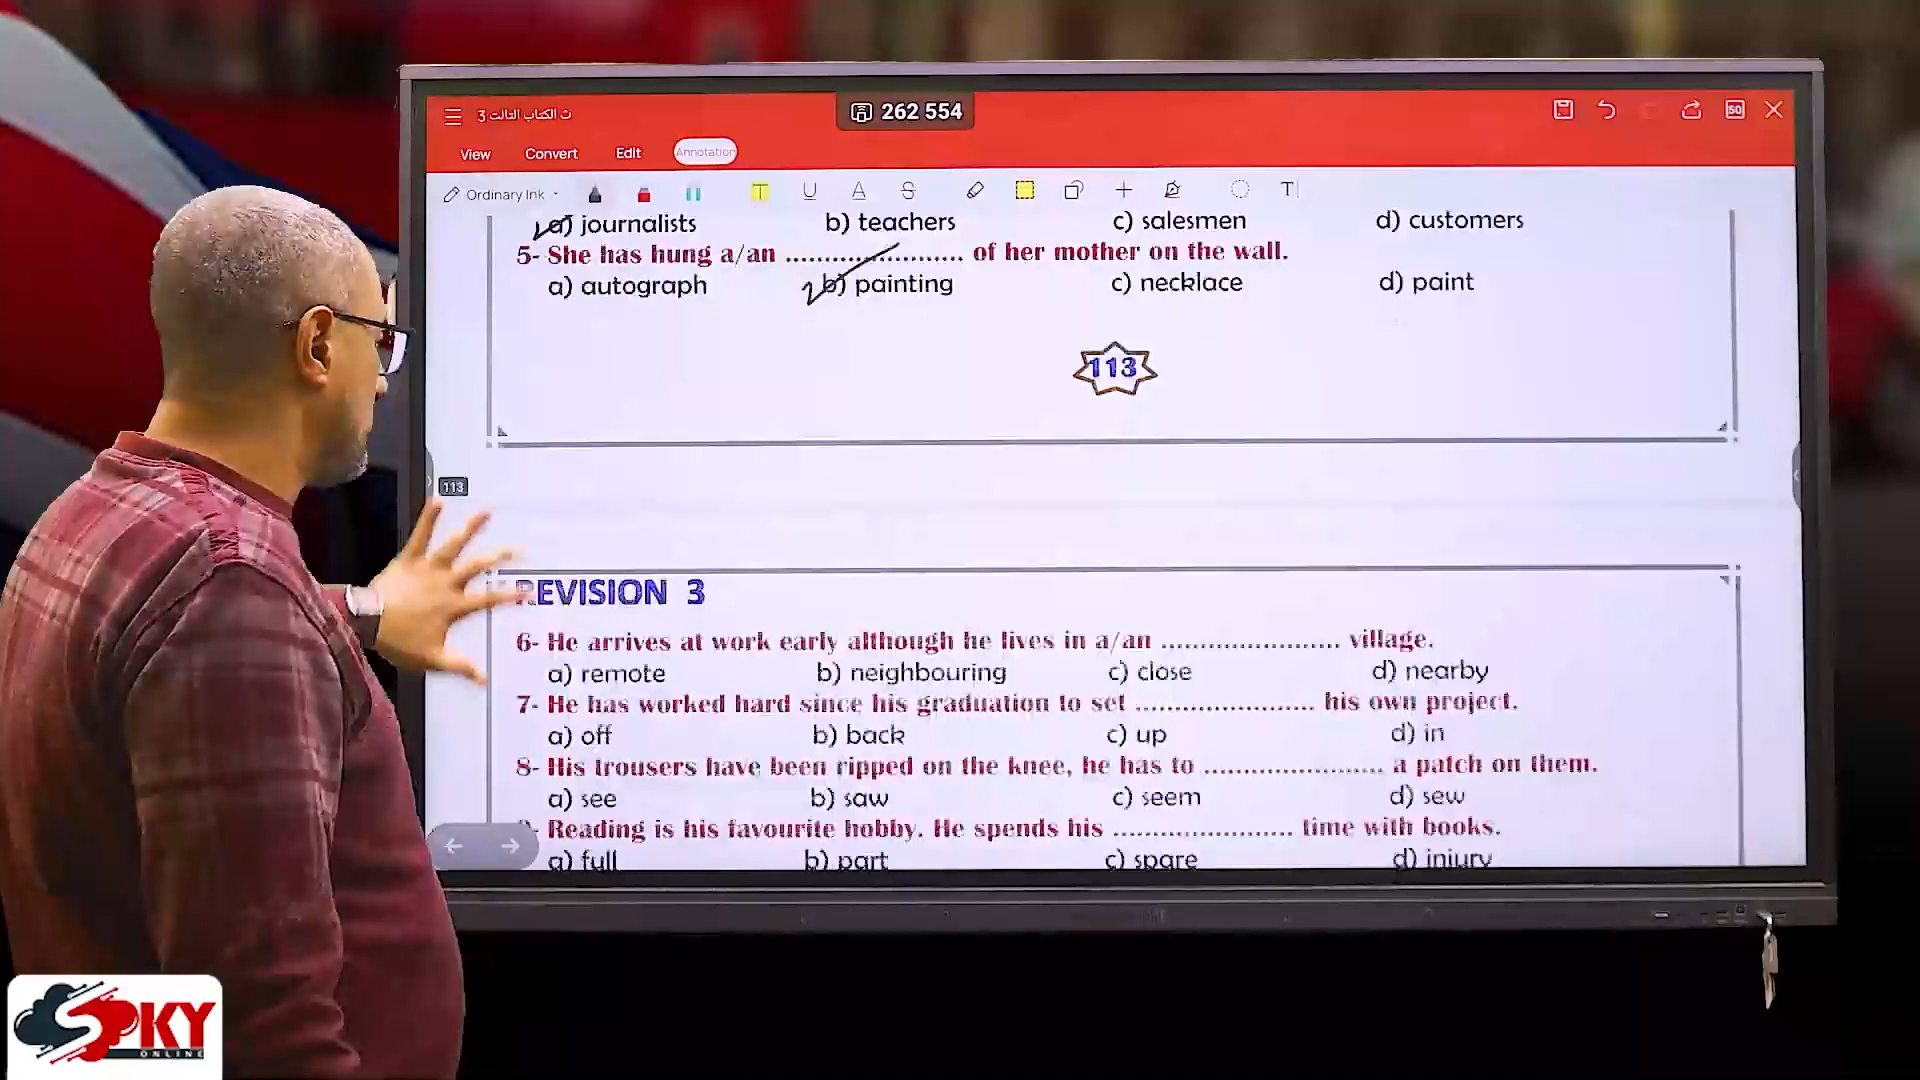 3 ث الكتاب التالت
262 554
50
View Convert Edit Annotation
Ordinary Ink
a) journalists b) teachers c) salesmen d) customers
5- She has hung a/an ........................ of her mother on the wall.
a) autograph b) painting c) necklace d) paint
113
113
REVISION 3
6- He arrives at work early although he lives in a/an ........................ village.
a) remote b) neighbouring c) close d) nearby
7- He has worked hard since his graduation to set ........................ his own project.
a) off b) back c) up d) in
8- His trousers have been ripped on the knee, he has to ........................ a patch on them.
a) see b) saw c) seem d) sew
Reading is his favourite hobby. He spends his ........................ time with books.
a) full b) part c) spare d) injury
SKY
ONLINE